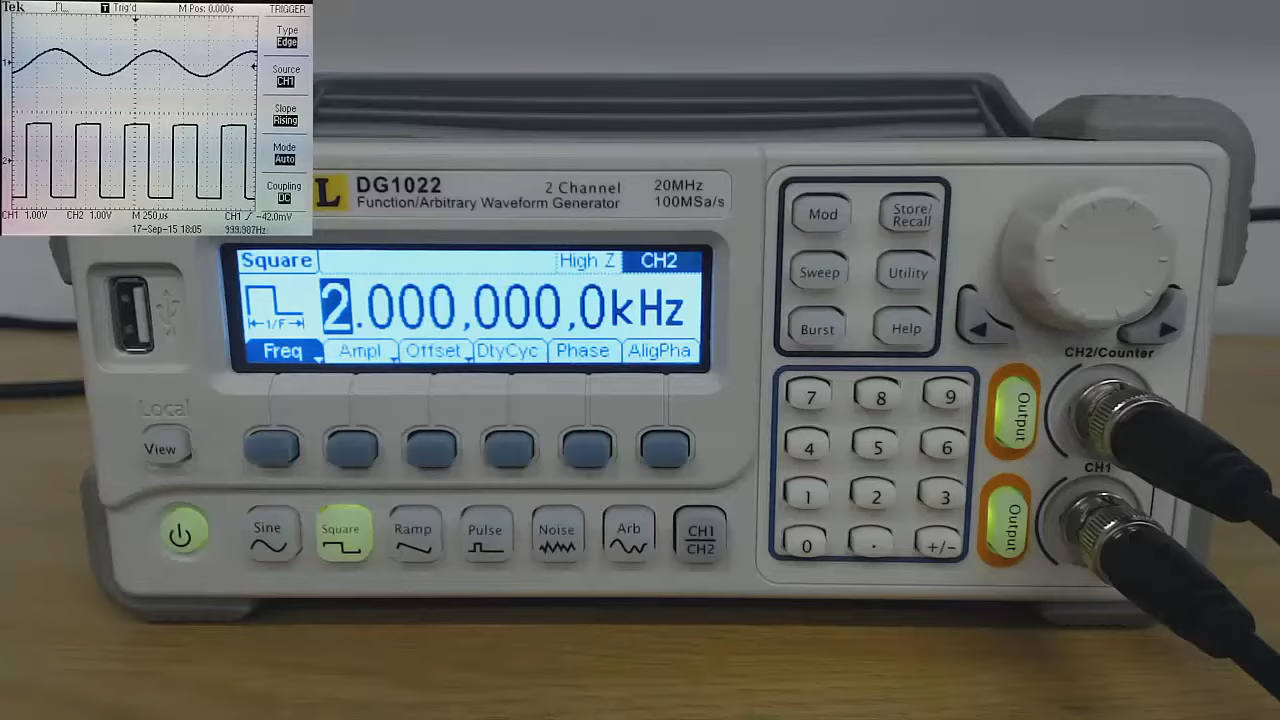 Tek T Trig'd M Pos: 0.000s TRIGGER
Type
Edge
Source
CH1
Slope
Rising
Mode
Auto
Coupling
DC
1
2
CH1 1.00V CH2 1.00V M 250µs CH1 -42.0mV
17-Sep-15 18:05 999.987Hz
L DG1022 2 Channel 20MHz
Function/Arbitrary Waveform Generator 100MSa/s
Square High Z CH2
1/F 2.000,000,0kHz
Freq Ampl Offset DtyCyc Phase AligPha
Local
View
Sine Square Ramp Pulse Noise Arb CH1
CH2
Mod Store/
Recall
Sweep Utility
Burst Help
7 8 9
4 5 6
1 2 3
0 . +/-
CH2/Counter
Output
CH1
Output